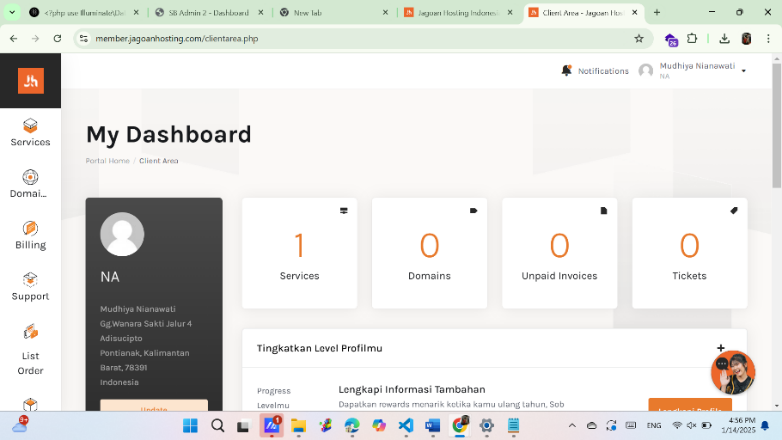 <?php use Illuminate\Dat
SB Admin 2 - Dashboard
New Tab
Jagoan Hosting Indonesi
Client Area - Jagoan Hos
member.jagoanhosting.com/clientarea.php
26
Jh
Notifications
Mudhiya Nianawati
NA
Services
Domai...
Billing
Support
List
Order
My Dashboard
Portal Home / Client Area
NA
Mudhiya Nianawati
Gg.Wanara Sakti Jalur 4
Adisucipto
Pontianak, Kalimantan
Barat, 78391
Indonesia
Update
1
Services
0
Domains
0
Unpaid Invoices
0
Tickets
Tingkatkan Level Profilmu
Progress
Levelmu
Lengkapi Informasi Tambahan
Dapatkan rewards menarik ketika kamu ulang tahun, Sob
Lengkapi Profile
ENG
4:56 PM
1/14/2025